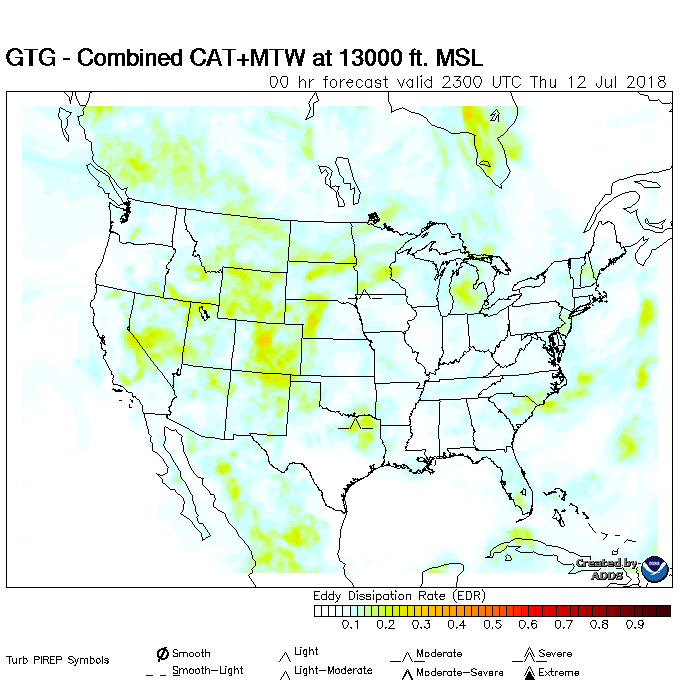 GTG - Combined CAT+MTW at 13000 ft. MSL
00 hr forecast valid 2300 UTC Thu 12 Jul 2018
Created by
ADDS
Eddy Dissipation Rate (EDR)
0.1 0.2 0.3 0.4 0.5 0.6 0.7 0.8 0.9
Turb PIREP Symbols
Smooth Light Moderate Severe
Smooth-Light Light-Moderate Moderate-Severe Extreme